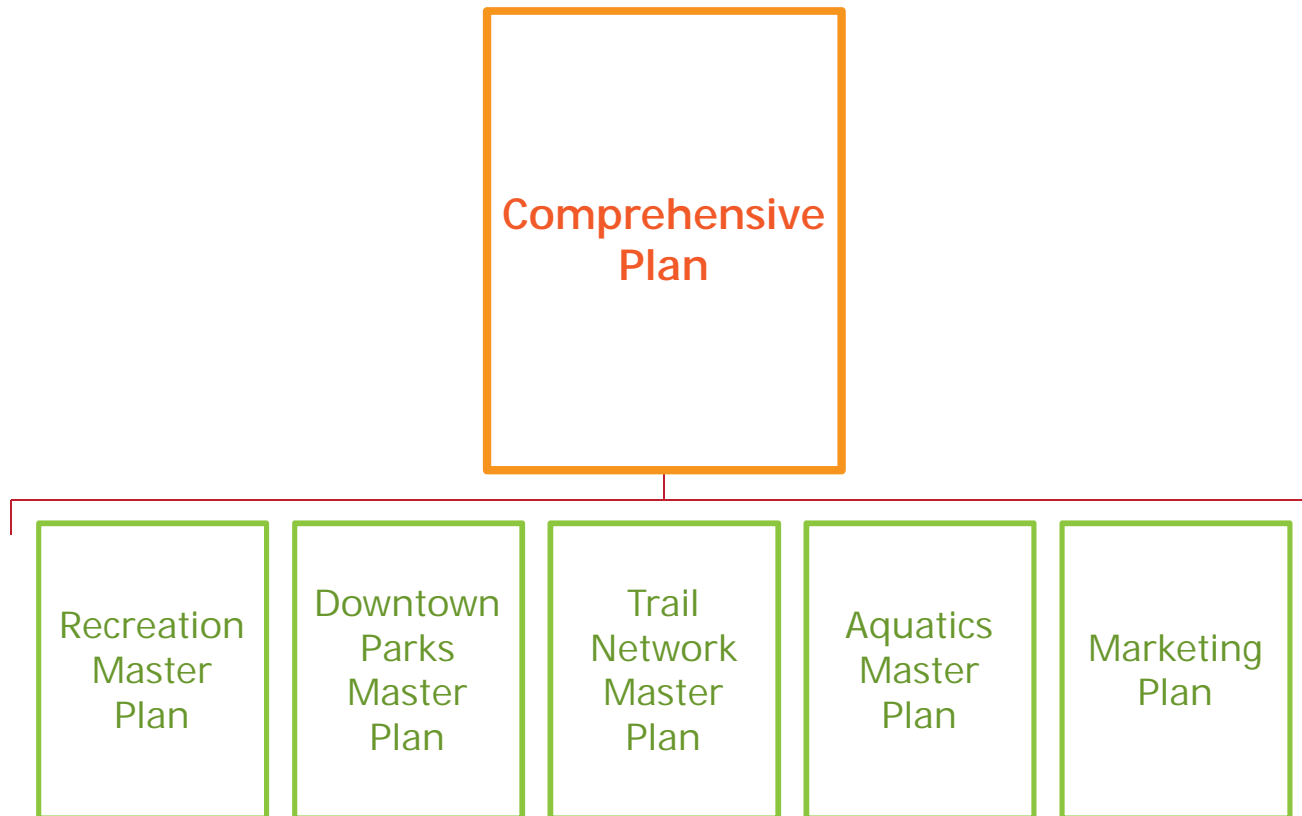 Comprehensive
Plan
Recreation
Master
Plan
Downtown
Parks
Master
Plan
Trail
Network
Master
Plan
Aquatics
Master
Plan
Marketing
Plan